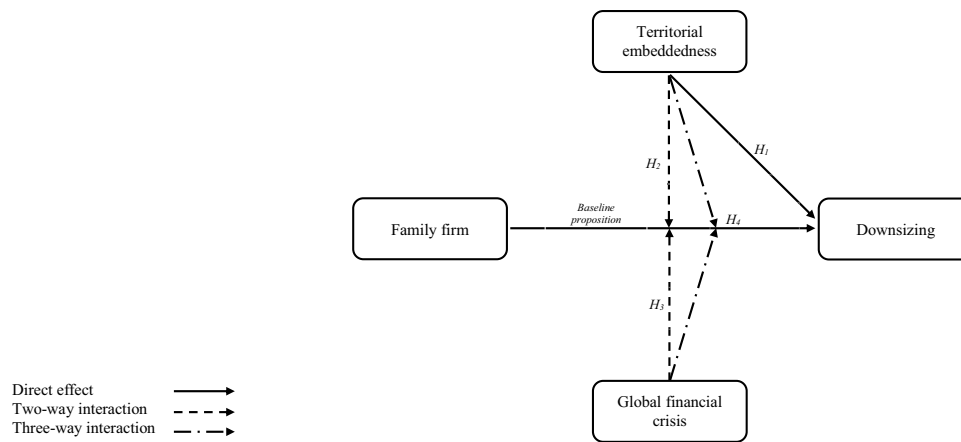 Territorial
embeddedness
H1
H2
Baseline
proposition
Family firm
H4
Downsizing
H3
Direct effect
Two-way interaction
Three-way interaction
Global financial
crisis